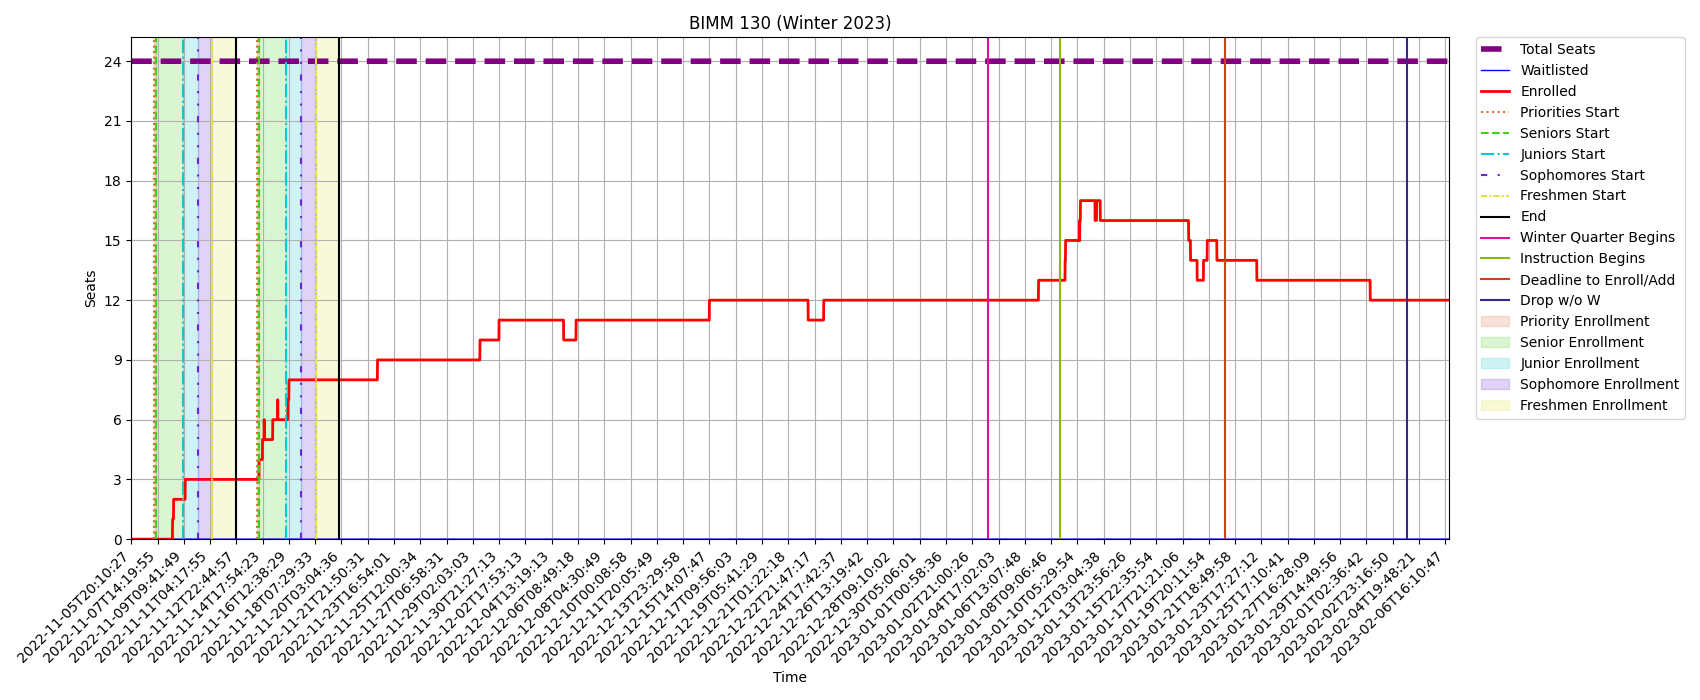 BIMM 130 (Winter 2023)
24
21
18
15
12
9
6
3
0
Seats
2022-11-05T20:10:27
2022-11-07T14:19:55
2022-11-09T09:41:49
2022-11-11T04:17:55
2022-11-12T22:44:57
2022-11-14T17:54:23
2022-11-16T12:38:29
2022-11-18T07:29:33
2022-11-20T03:04:36
2022-11-21T21:50:31
2022-11-23T16:54:01
2022-11-25T12:00:34
2022-11-27T06:58:31
2022-11-29T02:03:03
2022-11-30T21:27:13
2022-12-02T17:53:13
2022-12-04T13:19:13
2022-12-06T08:49:18
2022-12-08T04:30:49
2022-12-10T00:08:58
2022-12-11T20:05:49
2022-12-13T23:29:58
2022-12-15T14:07:47
2022-12-17T09:56:03
2022-12-19T05:41:29
2022-12-21T01:22:18
2022-12-22T21:47:17
2022-12-24T17:42:37
2022-12-26T13:19:42
2022-12-28T09:10:02
2022-12-30T05:06:01
2023-01-01T00:58:36
2023-01-02T21:00:26
2023-01-04T17:02:03
2023-01-06T13:07:48
2023-01-08T09:06:46
2023-01-10T05:29:54
2023-01-12T03:04:38
2023-01-13T23:56:26
2023-01-15T22:35:54
2023-01-17T21:21:06
2023-01-19T20:11:54
2023-01-21T18:49:58
2023-01-23T17:27:12
2023-01-25T17:10:41
2023-01-27T16:28:09
2023-01-29T14:49:56
2023-02-01T02:36:42
2023-02-02T23:16:50
2023-02-04T19:48:21
2023-02-06T16:10:47
Time
Total Seats
Waitlisted
Enrolled
Priorities Start
Seniors Start
Juniors Start
Sophomores Start
Freshmen Start
End
Winter Quarter Begins
Instruction Begins
Deadline to Enroll/Add
Drop w/o W
Priority Enrollment
Senior Enrollment
Junior Enrollment
Sophomore Enrollment
Freshmen Enrollment